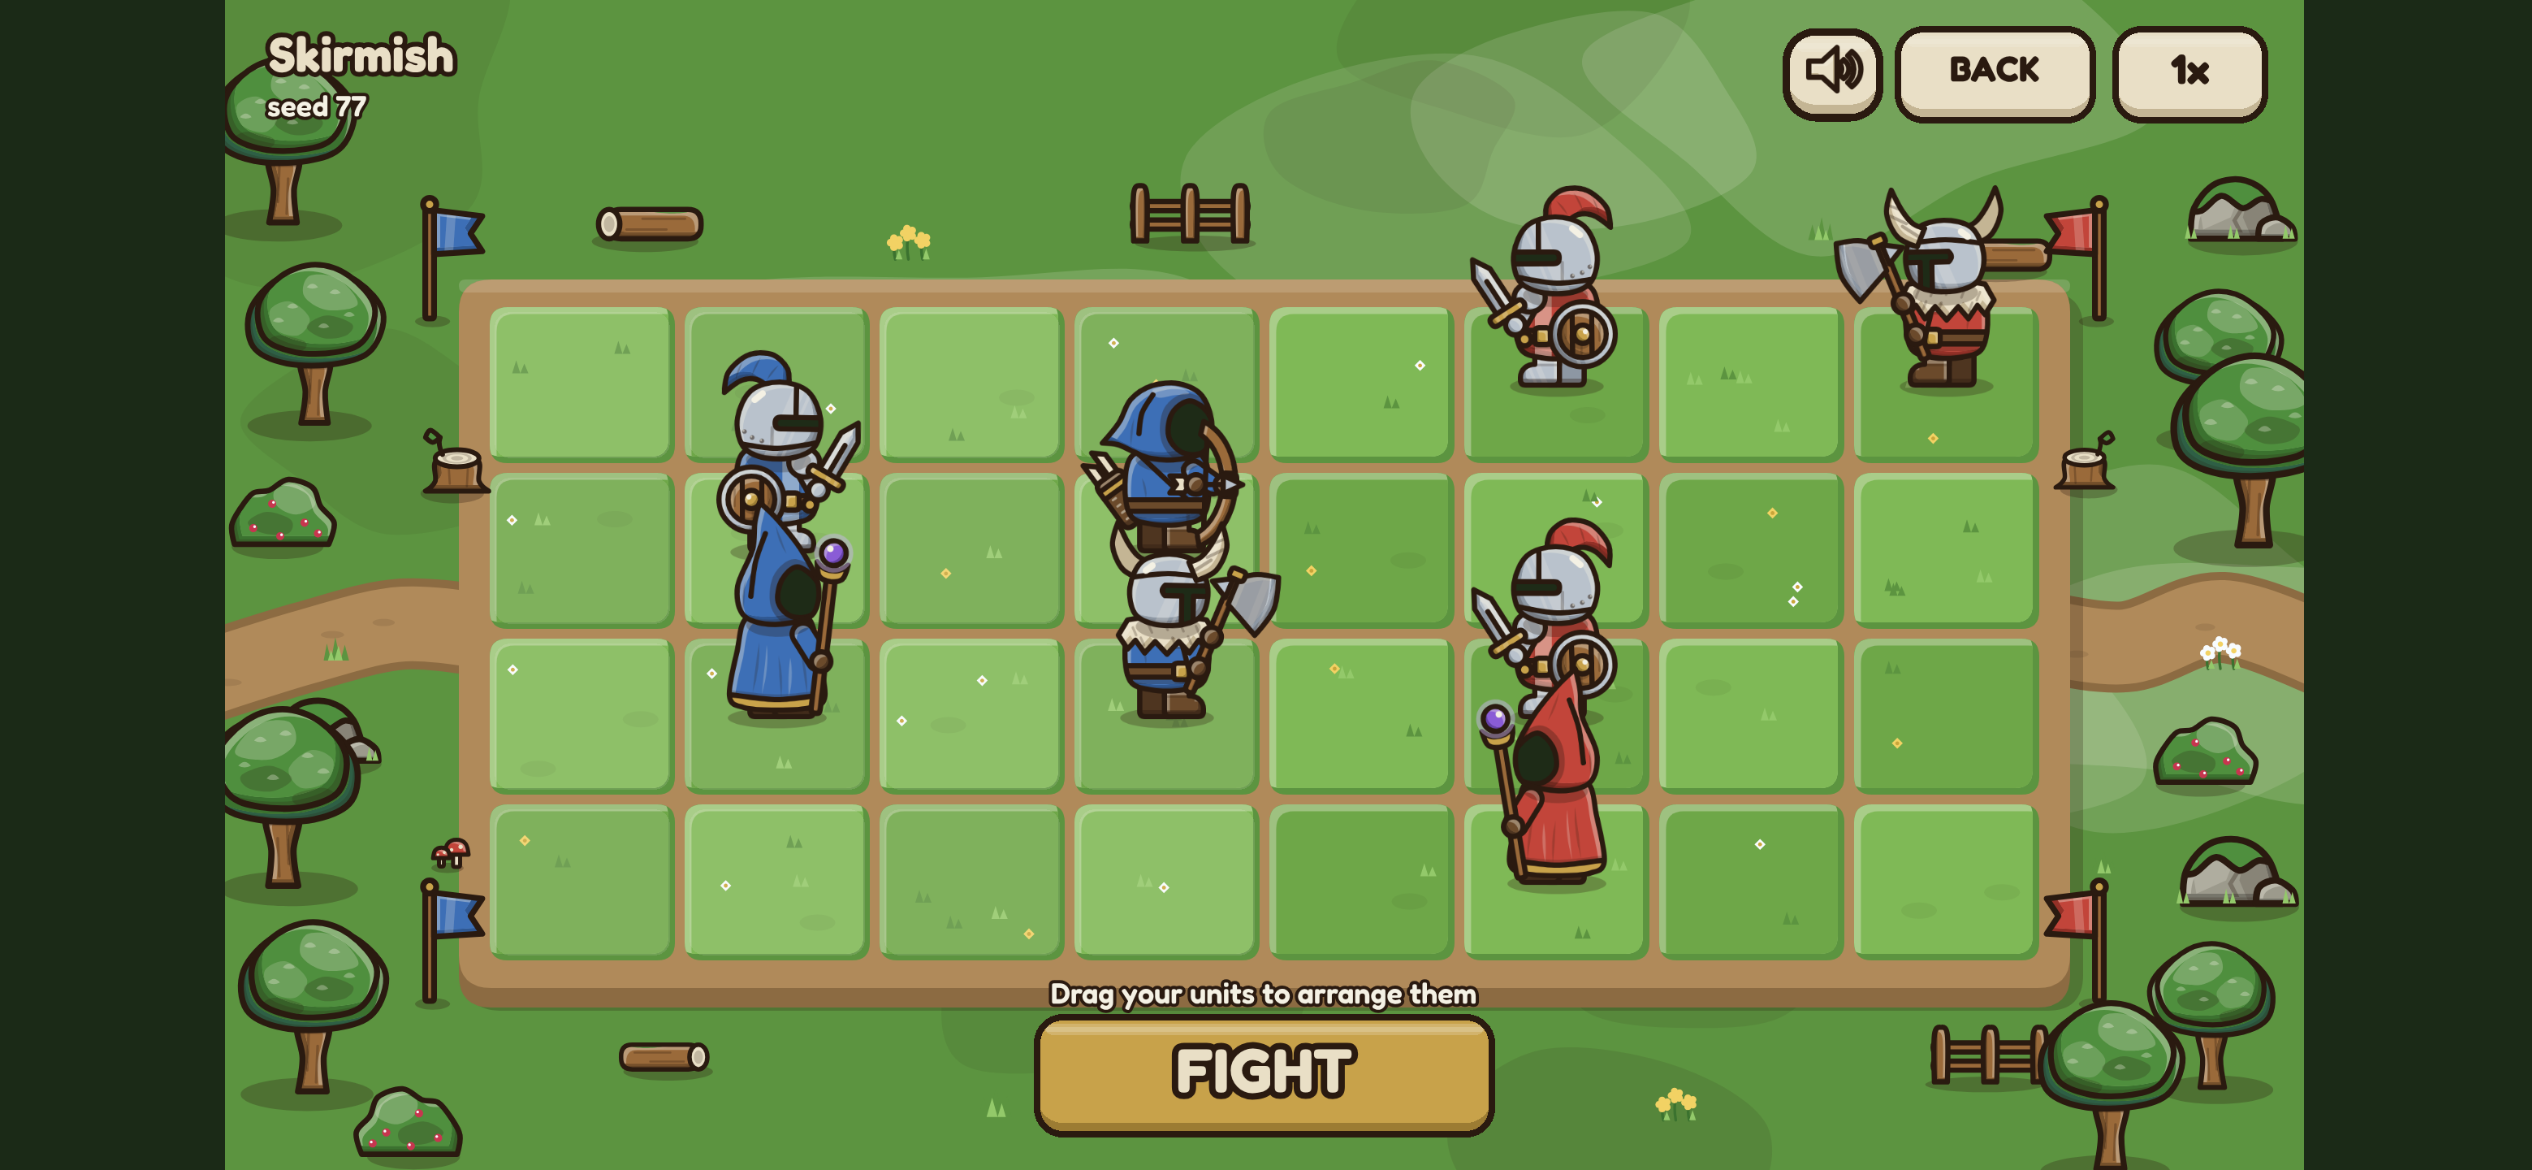 Skirmish
seed 77
BACK
1x
Drag your units to arrange them
FIGHT